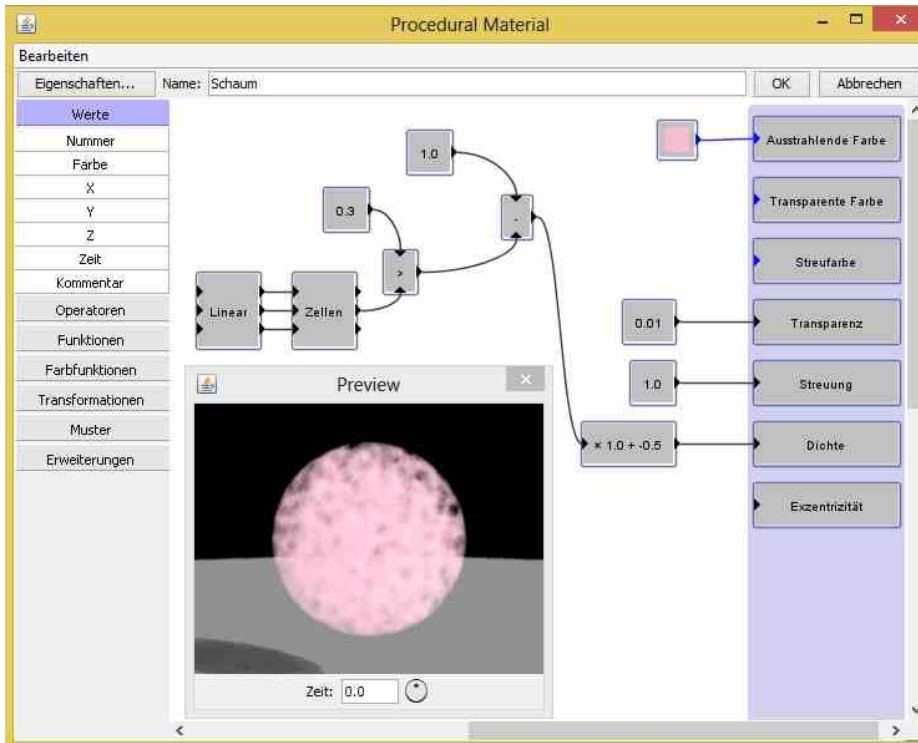 Procedural Material
Bearbeiten
Eigenschaften...
Name: Schaum
OK
Abbrechen
Werte
Nummer
Farbe
X
Y
Z
Zeit
Kommentar
Operatoren
Funktionen
Farbfunktionen
Transformationen
Muster
Erweiterungen
1.0
0.3
>
-
Linear
Zellen
0.01
1.0
× 1.0 + -0.5
Ausstrahlende Farbe
Transparente Farbe
Streufarbe
Transparenz
Streuung
Dichte
Exzentrizität
Preview
Zeit: 0.0